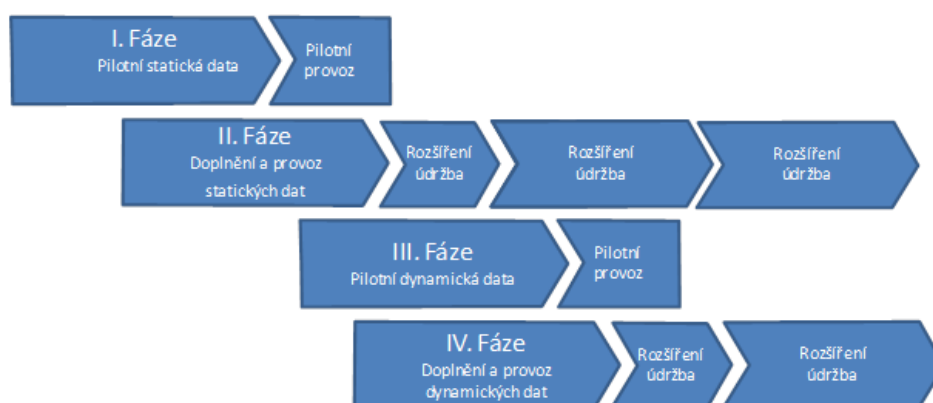 I. Fáze
Pilotní statická data
Pilotní
provoz
II. Fáze
Doplnění a provoz
statických dat
Rozšíření
údržba
Rozšíření
údržba
Rozšíření
údržba
III. Fáze
Pilotní dynamická data
Pilotní
provoz
IV. Fáze
Doplnění a provoz
dynamických dat
Rozšíření
údržba
Rozšíření
údržba